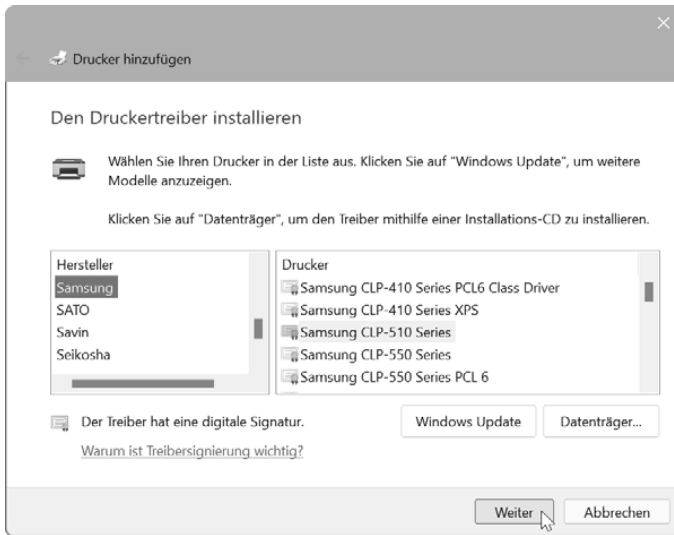 Drucker hinzufügen
Den Druckertreiber installieren
Wählen Sie Ihren Drucker in der Liste aus. Klicken Sie auf "Windows Update", um weitere
Modelle anzuzeigen.
Klicken Sie auf "Datenträger", um den Treiber mithilfe einer Installations-CD zu installieren.
Hersteller
Samsung
SATO
Savin
Seikosha
Drucker
Samsung CLP-410 Series PCL6 Class Driver
Samsung CLP-410 Series XPS
Samsung CLP-510 Series
Samsung CLP-550 Series
Samsung CLP-550 Series PCL 6
Der Treiber hat eine digitale Signatur.
Warum ist Treibersignierung wichtig?
Windows Update
Datenträger...
Weiter
Abbrechen